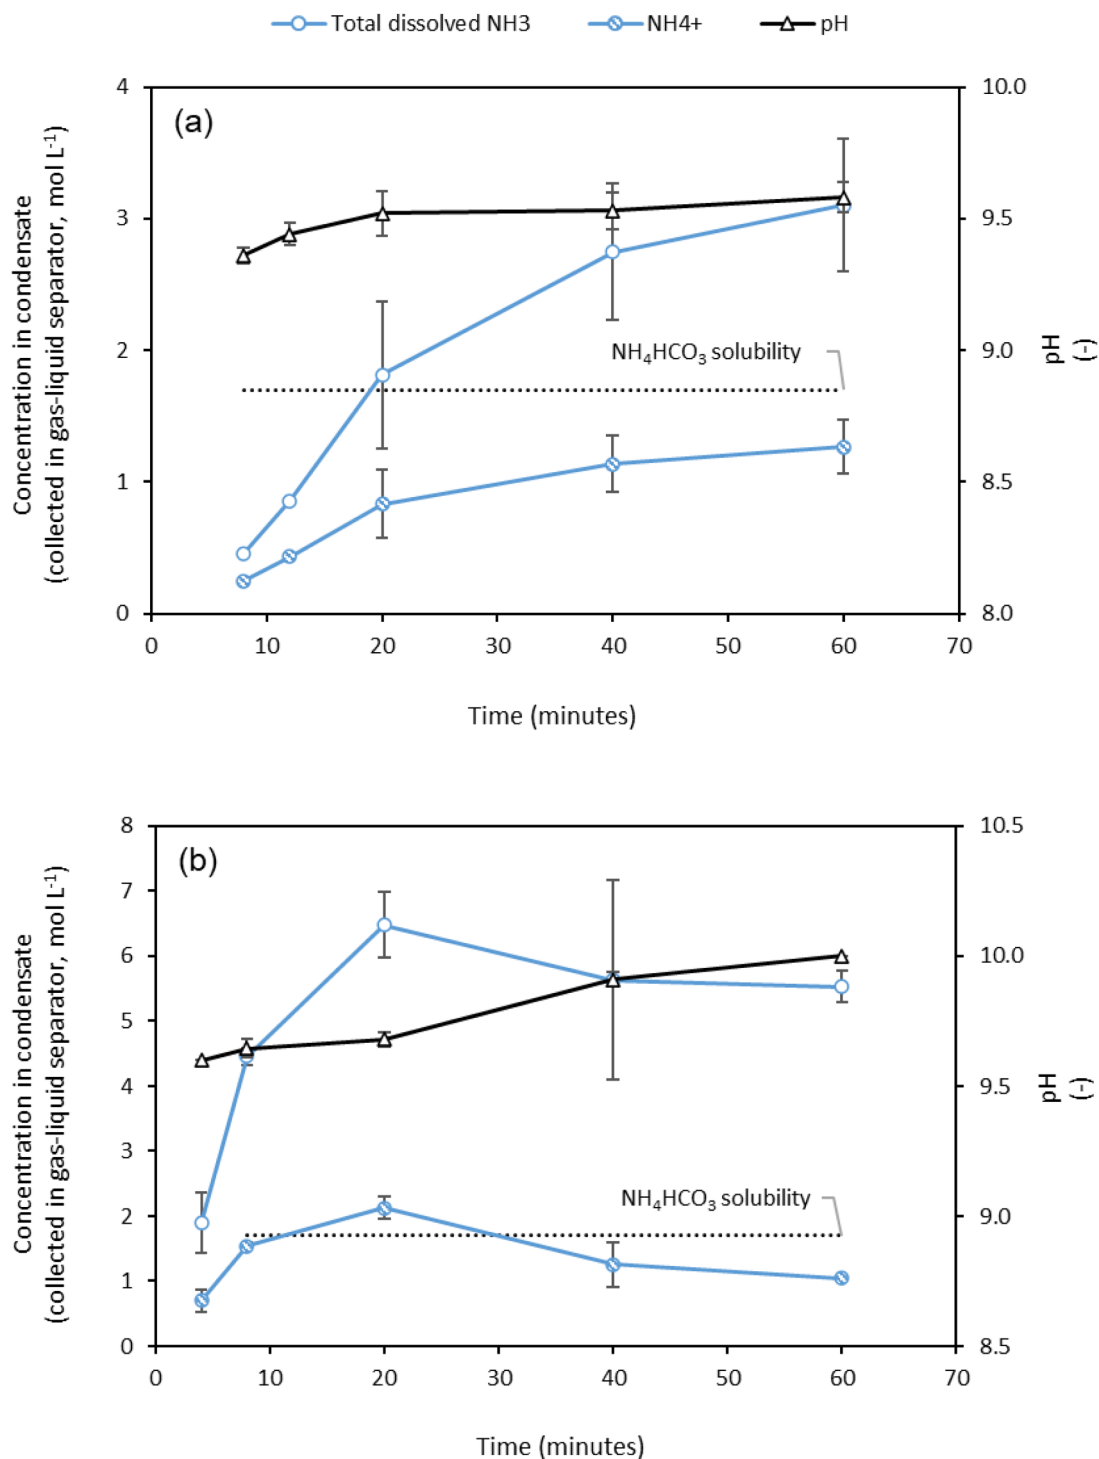 Total dissolved NH3 NH4+ pH
(a)
4
3
2
1
0
10.0
9.5
9.0
8.5
8.0
0 10 20 30 40 50 60 70
Concentration in condensate
(collected in gas-liquid separator, mol L⁻¹)
pH
(-)
NH₄HCO₃ solubility
Time (minutes)
(b)
8
7
6
5
4
3
2
1
0
10.5
10.0
9.5
9.0
8.5
0 10 20 30 40 50 60 70
Concentration in condensate
(collected in gas-liquid separator, mol L⁻¹)
pH
(-)
NH₄HCO₃ solubility
Time (minutes)